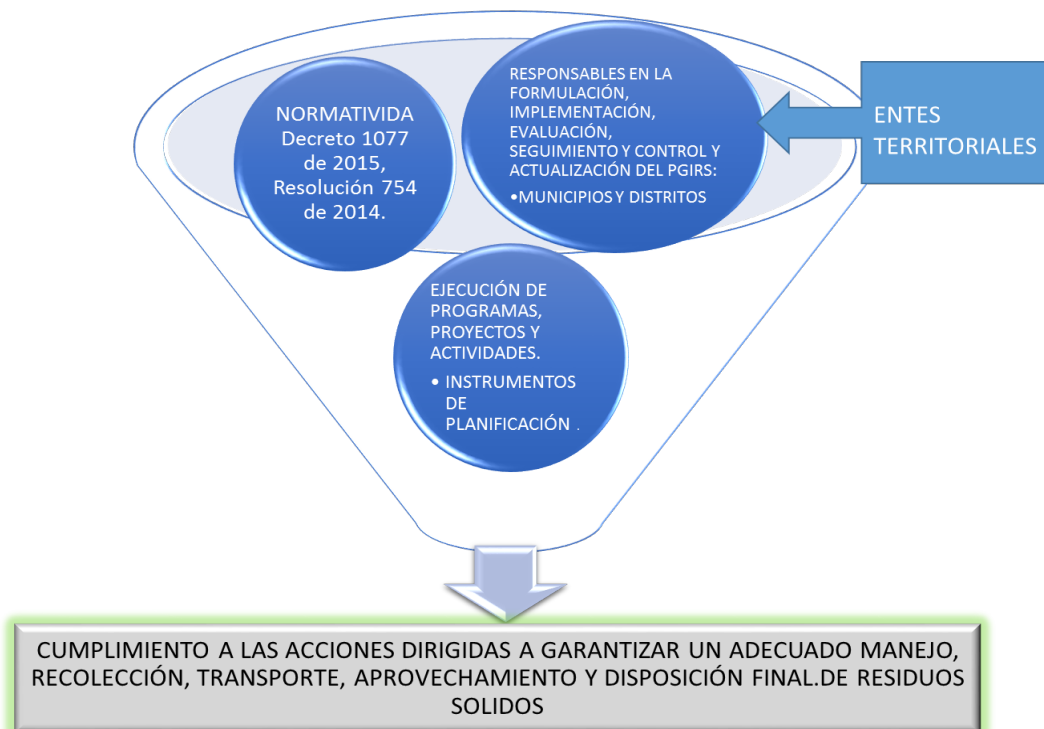 NORMATIVIDA
Decreto 1077
de 2015,
Resolución 754
de 2014.
RESPONSABLES EN LA
FORMULACIÓN,
IMPLEMENTACIÓN,
EVALUACIÓN,
SEGUIMIENTO Y CONTROL Y
ACTUALIZACIÓN DEL PGIRS:
•MUNICIPIOS Y DISTRITOS
ENTES
TERRITORIALES
EJECUCIÓN DE
PROGRAMAS,
PROYECTOS Y
ACTIVIDADES.
• INSTRUMENTOS
DE
PLANIFICACIÓN .
CUMPLIMIENTO A LAS ACCIONES DIRIGIDAS A GARANTIZAR UN ADECUADO MANEJO,
RECOLECCIÓN, TRANSPORTE, APROVECHAMIENTO Y DISPOSICIÓN FINAL.DE RESIDUOS
SOLIDOS